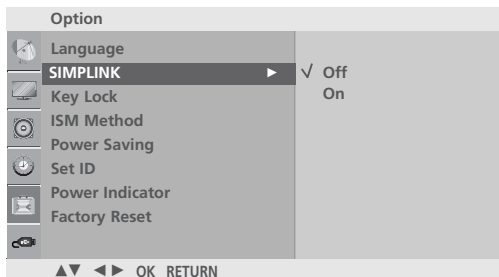 Option
Language
SIMPLINK ► √ Off
Key Lock On
ISM Method
Power Saving
Set ID
Power Indicator
Factory Reset
▲▼ ◄► OK RETURN